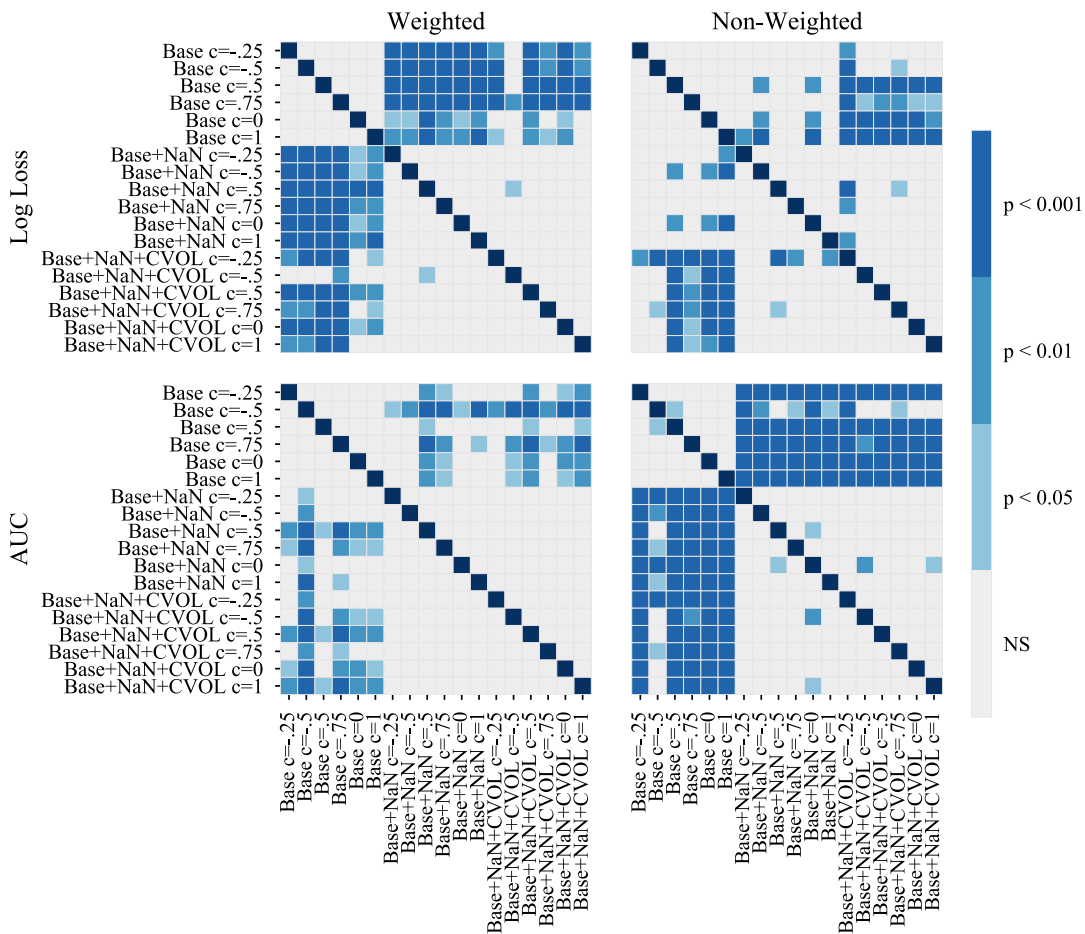 Weighted
Non-Weighted
Log Loss
Base c=-.25
Base c=-.5
Base c=.5
Base c=.75
Base c=0
Base c=1
Base+NaN c=-.25
Base+NaN c=-.5
Base+NaN c=.5
Base+NaN c=.75
Base+NaN c=0
Base+NaN c=1
Base+NaN+CVOL c=-.25
Base+NaN+CVOL c=-.5
Base+NaN+CVOL c=.5
Base+NaN+CVOL c=.75
Base+NaN+CVOL c=0
Base+NaN+CVOL c=1
AUC
Base c=-.25
Base c=-.5
Base c=.5
Base c=.75
Base c=0
Base c=1
Base+NaN c=-.25
Base+NaN c=-.5
Base+NaN c=.5
Base+NaN c=.75
Base+NaN c=0
Base+NaN c=1
Base+NaN+CVOL c=-.25
Base+NaN+CVOL c=-.5
Base+NaN+CVOL c=.5
Base+NaN+CVOL c=.75
Base+NaN+CVOL c=0
Base+NaN+CVOL c=1
Base c=-.25
Base c=-.5
Base c=.5
Base c=.75
Base c=0
Base c=1
Base+NaN c=-.25
Base+NaN c=-.5
Base+NaN c=.5
Base+NaN c=.75
Base+NaN c=0
Base+NaN c=1
Base+NaN+CVOL c=-.25
Base+NaN+CVOL c=-.5
Base+NaN+CVOL c=.5
Base+NaN+CVOL c=.75
Base+NaN+CVOL c=0
Base+NaN+CVOL c=1
Base c=-.25
Base c=-.5
Base c=.5
Base c=.75
Base c=0
Base c=1
Base+NaN c=-.25
Base+NaN c=-.5
Base+NaN c=.5
Base+NaN c=.75
Base+NaN c=0
Base+NaN c=1
Base+NaN+CVOL c=-.25
Base+NaN+CVOL c=-.5
Base+NaN+CVOL c=.5
Base+NaN+CVOL c=.75
Base+NaN+CVOL c=0
Base+NaN+CVOL c=1
p < 0.001
p < 0.01
p < 0.05
NS